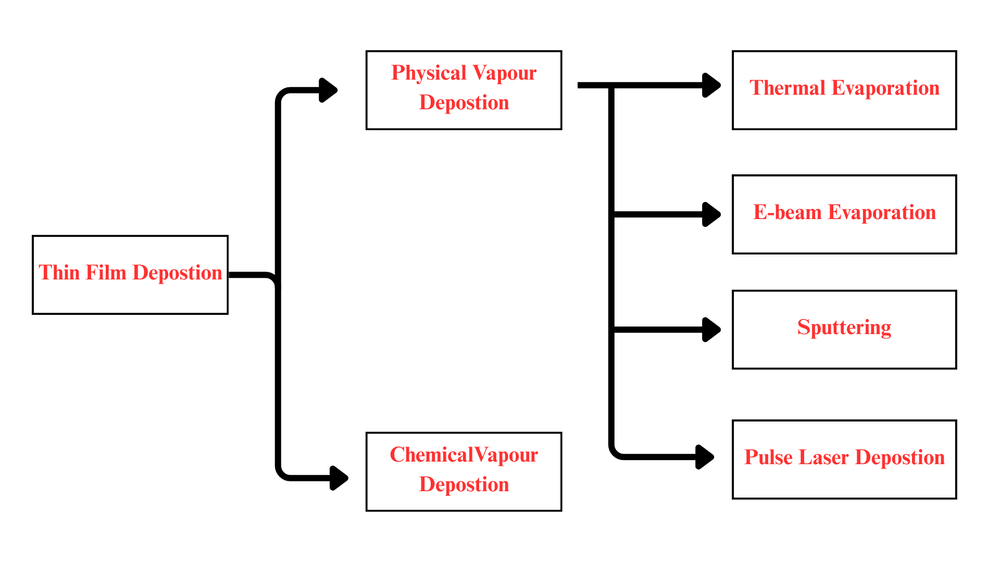 Physical Vapour
Depostion
Thermal Evaporation
E-beam Evaporation
Thin Film Depostion
Sputtering
ChemicalVapour
Depostion
Pulse Laser Depostion